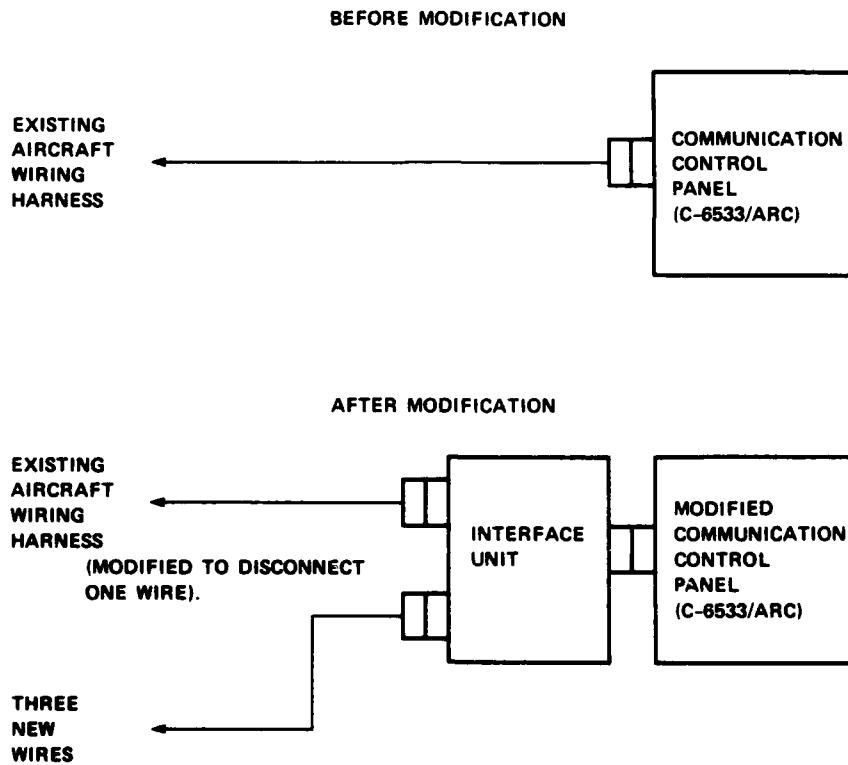 BEFORE MODIFICATION
EXISTING
AIRCRAFT
WIRING
HARNESS
COMMUNICATION
CONTROL
PANEL
(C-6533/ARC)
AFTER MODIFICATION
EXISTING
AIRCRAFT
WIRING
HARNESS
(MODIFIED TO DISCONNECT
ONE WIRE).
INTERFACE
UNIT
MODIFIED
COMMUNICATION
CONTROL
PANEL
(C-6533/ARC)
THREE
NEW
WIRES